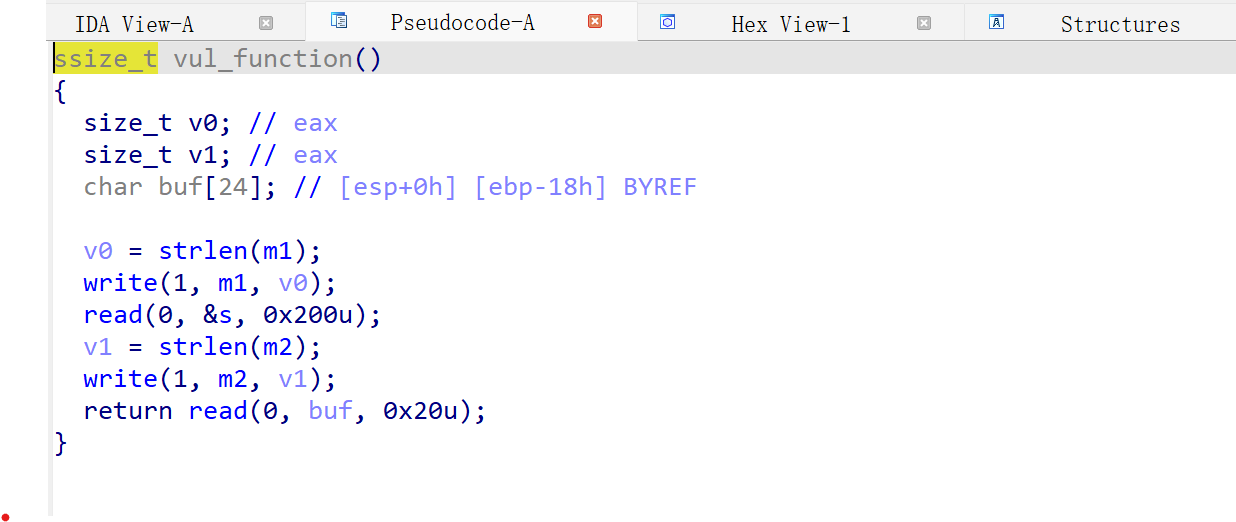 IDA View-A Pseudocode-A Hex View-1 Structures
ssize_t vul_function()
{
  size_t v0; // eax
  size_t v1; // eax
  char buf[24]; // [esp+0h] [ebp-18h] BYREF

  v0 = strlen(m1);
  write(1, m1, v0);
  read(0, &s, 0x200u);
  v1 = strlen(m2);
  write(1, m2, v1);
  return read(0, buf, 0x20u);
}